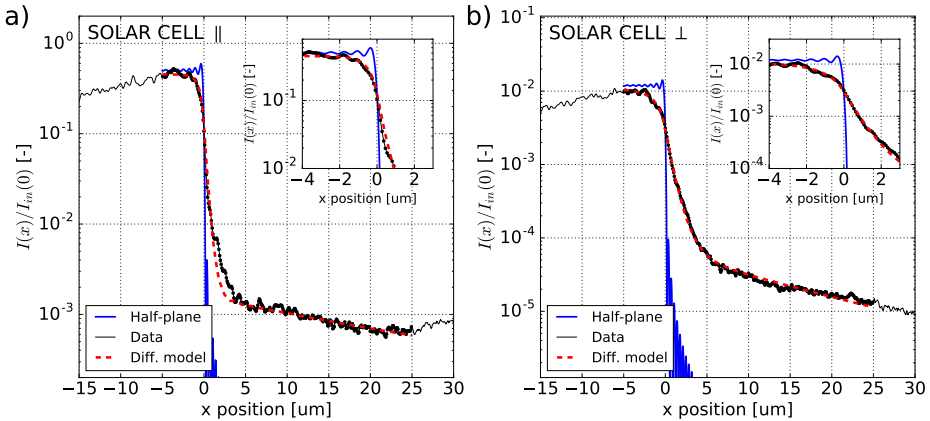 a)
SOLAR CELL ∥
I(x)/I_in(0) [-]
10^0
10^-1
10^-2
10^-3
−15 −10 −5 0 5 10 15 20 25 30
x position [um]
Half-plane
Data
Diff. model
I(x)/I_in(0) [-]
10^-1
10^-2
−4 −2 0 2
x position [um]
b)
SOLAR CELL ⊥
I(x)/I_in(0) [-]
10^-1
10^-2
10^-3
10^-4
10^-5
−15 −10 −5 0 5 10 15 20 25 30
x position [um]
Half-plane
Data
Diff. model
I(x)/I_in(0) [-]
10^-2
10^-3
10^-4
−4 −2 0 2
x position [um]